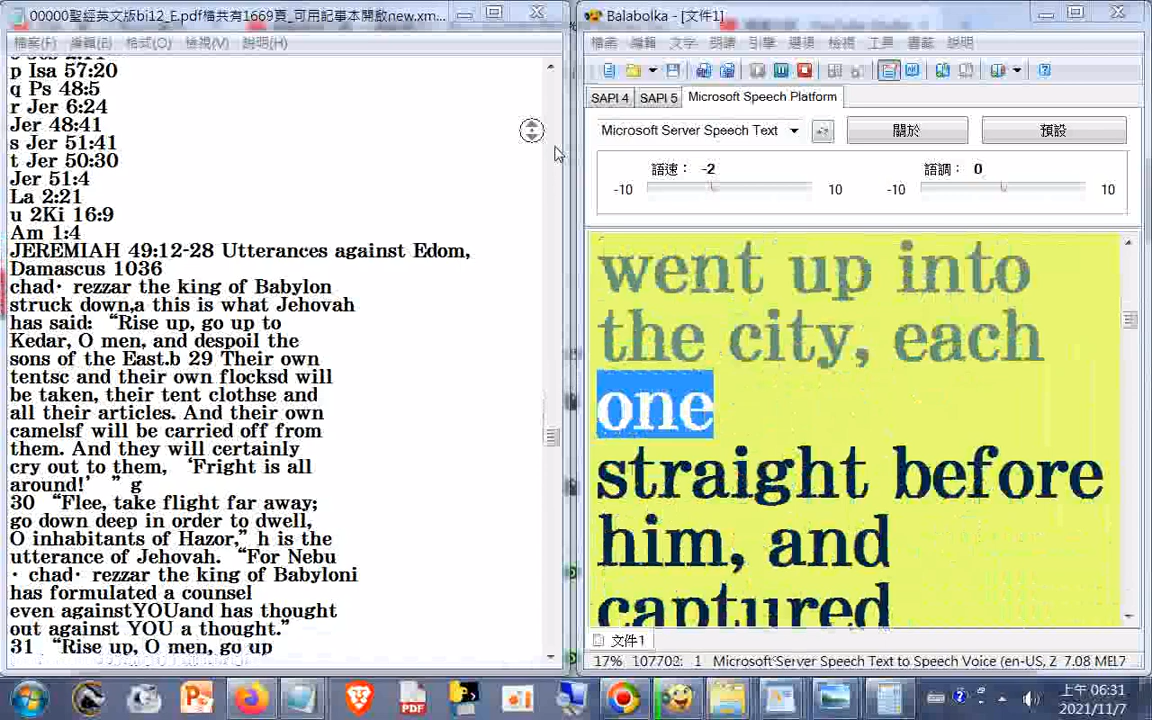 00000聖經英文版bi12_E.pdf檔共有1669頁_可用記事本開啟new.xm...
檔案(F) 編輯(E) 格式(O) 檢視(V) 說明(H)
p Isa 57:20
q Ps 48:5
r Jer 6:24
Jer 48:41
s Jer 51:41
t Jer 50:30
Jer 51:4
La 2:21
u 2Ki 16:9
Am 1:4
JEREMIAH 49:12-28 Utterances against Edom,
Damascus 1036
chad· rezzar the king of Babylon
struck down,a this is what Jehovah
has said: “Rise up, go up to
Kedar, O men, and despoil the
sons of the East.b 29 Their own
tentsc and their own flocksd will
be taken, their tent clothse and
all their articles. And their own
camelsf will be carried off from
them. And they will certainly
cry out to them, ‘Fright is all
around!’ ” g
30 “Flee, take flight far away;
go down deep in order to dwell,
O inhabitants of Hazor,” h is the
utterance of Jehovah. “For Nebu
· chad· rezzar the king of Babyloni
has formulated a counsel
even againstYOUand has thought
out against YOU a thought.”
31 “Rise up, O men, go up
Balabolka - [文件1]
檔案 編輯 文字 朗讀 引擎 選項 檢視 工具 書籤 說明
SAPI 4 SAPI 5 Microsoft Speech Platform
Microsoft Server Speech Text 關於 預設
語速： -2 語調： 0
-10 10 -10 10
went up into
the city, each
one
straight before
him, and
captured
文件1
17% 107702: 1 Microsoft Server Speech Text to Speech Voice (en-US, Z 7.08 MEL7
上午 06:31
2021/11/7